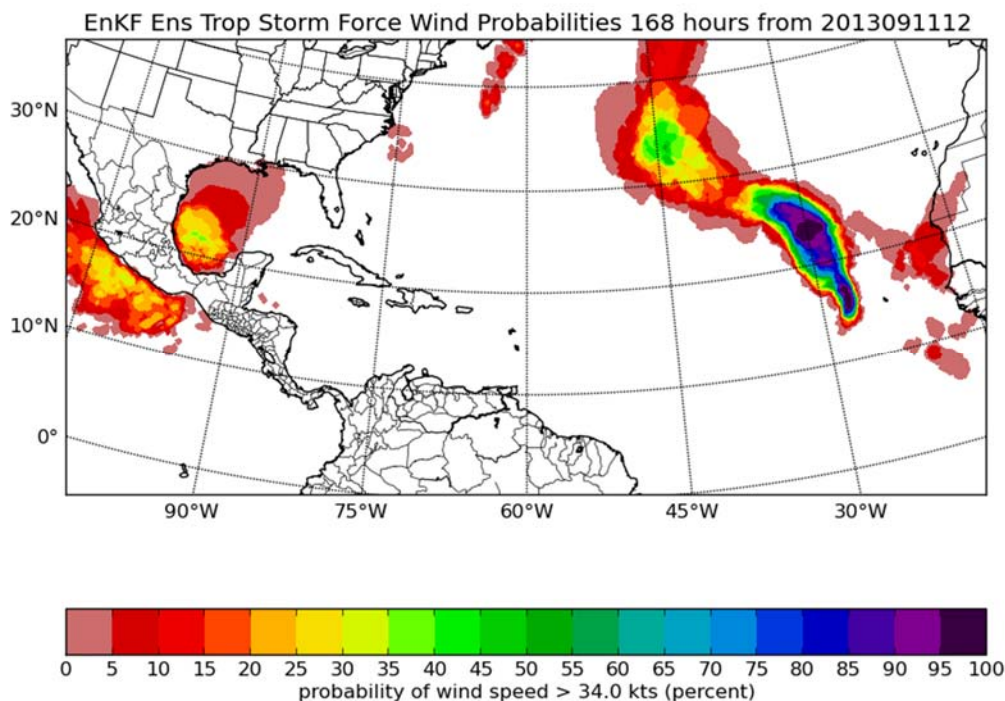 EnKF Ens Trop Storm Force Wind Probabilities 168 hours from 2013091112
30°N
20°N
10°N
0°
90°W 75°W 60°W 45°W 30°W
0 5 10 15 20 25 30 35 40 45 50 55 60 65 70 75 80 85 90 95 100
probability of wind speed > 34.0 kts (percent)